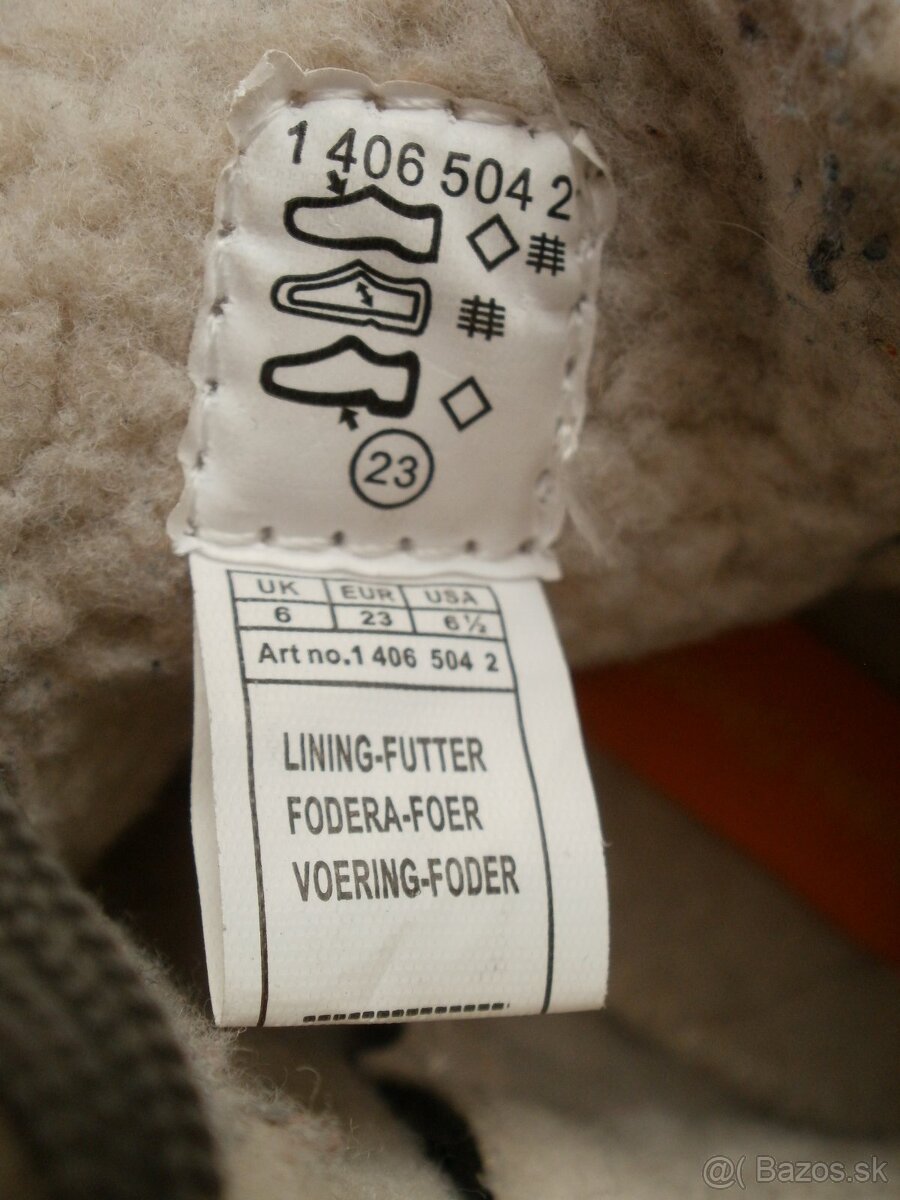 1 406 504 2
23
UK EUR USA
6 23 6½
Art no.1 406 504 2
LINING-FUTTER
FODERA-FOER
VOERING-FODER
@( Bazos.sk